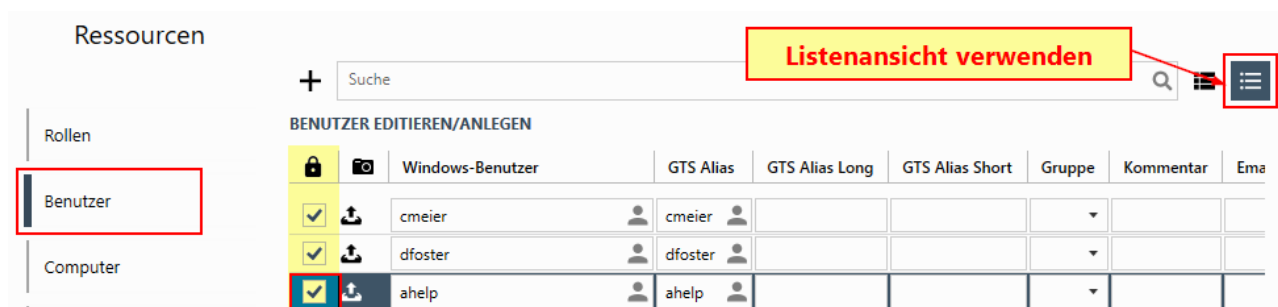 Ressourcen
Listenansicht verwenden
Suche
BENUTZER EDITIEREN/ANLEGEN
Rollen
Benutzer
Computer
Windows-Benutzer GTS Alias GTS Alias Long GTS Alias Short Gruppe Kommentar Ema
cmeier cmeier
dfoster dfoster
ahelp ahelp